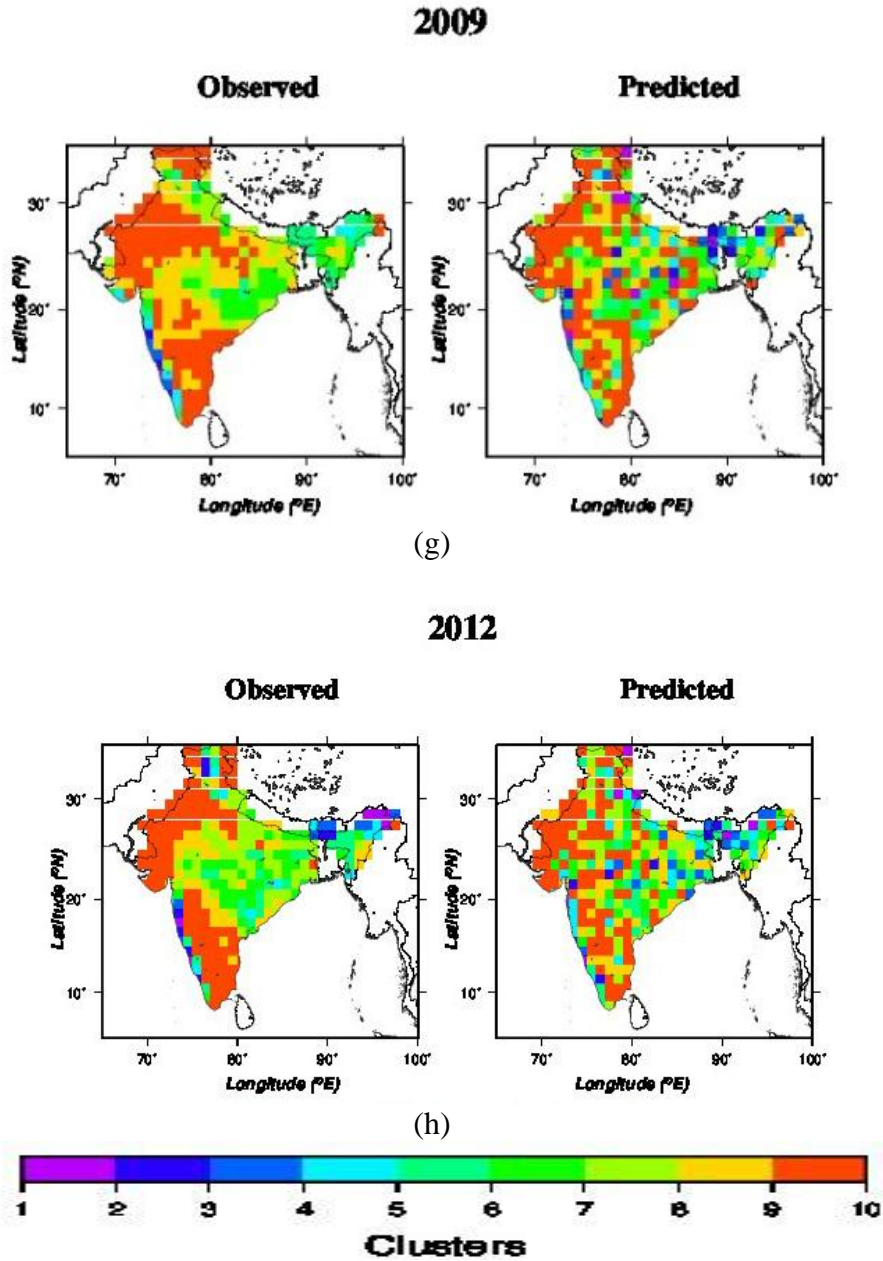 2009
Observed Predicted
30° 30°
20° 20°
10° 10°
Latitude (°N) Latitude (°N)
70° 80° 90° 100° 70° 80° 90° 100°
Longitude (°E) Longitude (°E)
(g)
2012
Observed Predicted
30° 30°
20° 20°
10° 10°
Latitude (°N) Latitude (°N)
70° 80° 90° 100° 70° 80° 90° 100°
Longitude (°E) Longitude (°E)
(h)
1 2 3 4 5 6 7 8 9 10
Clusters